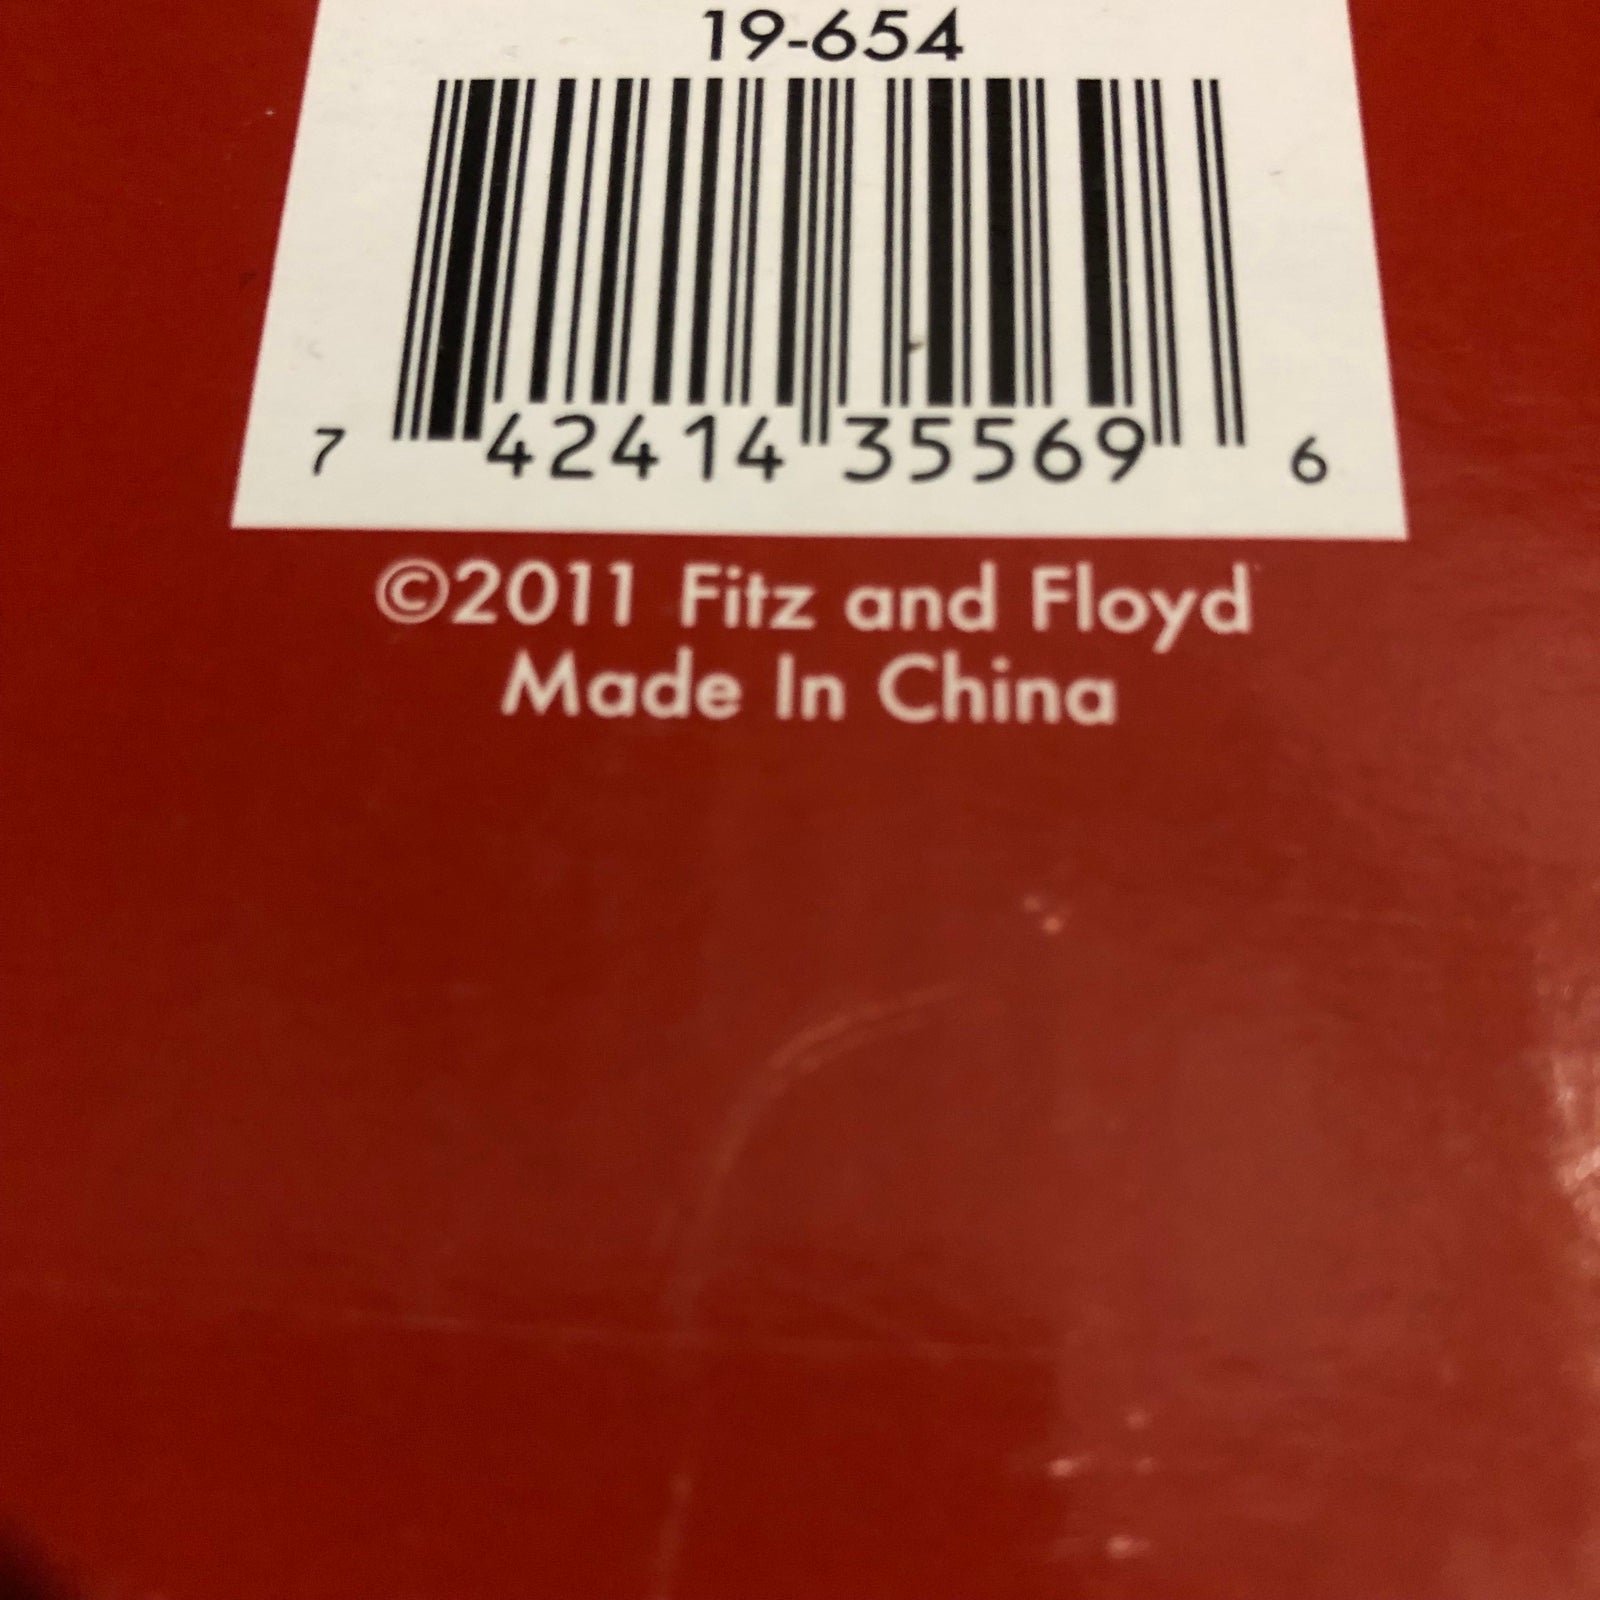 19-654
7 42414 35569 6
©2011 Fitz and Floyd
Made In China